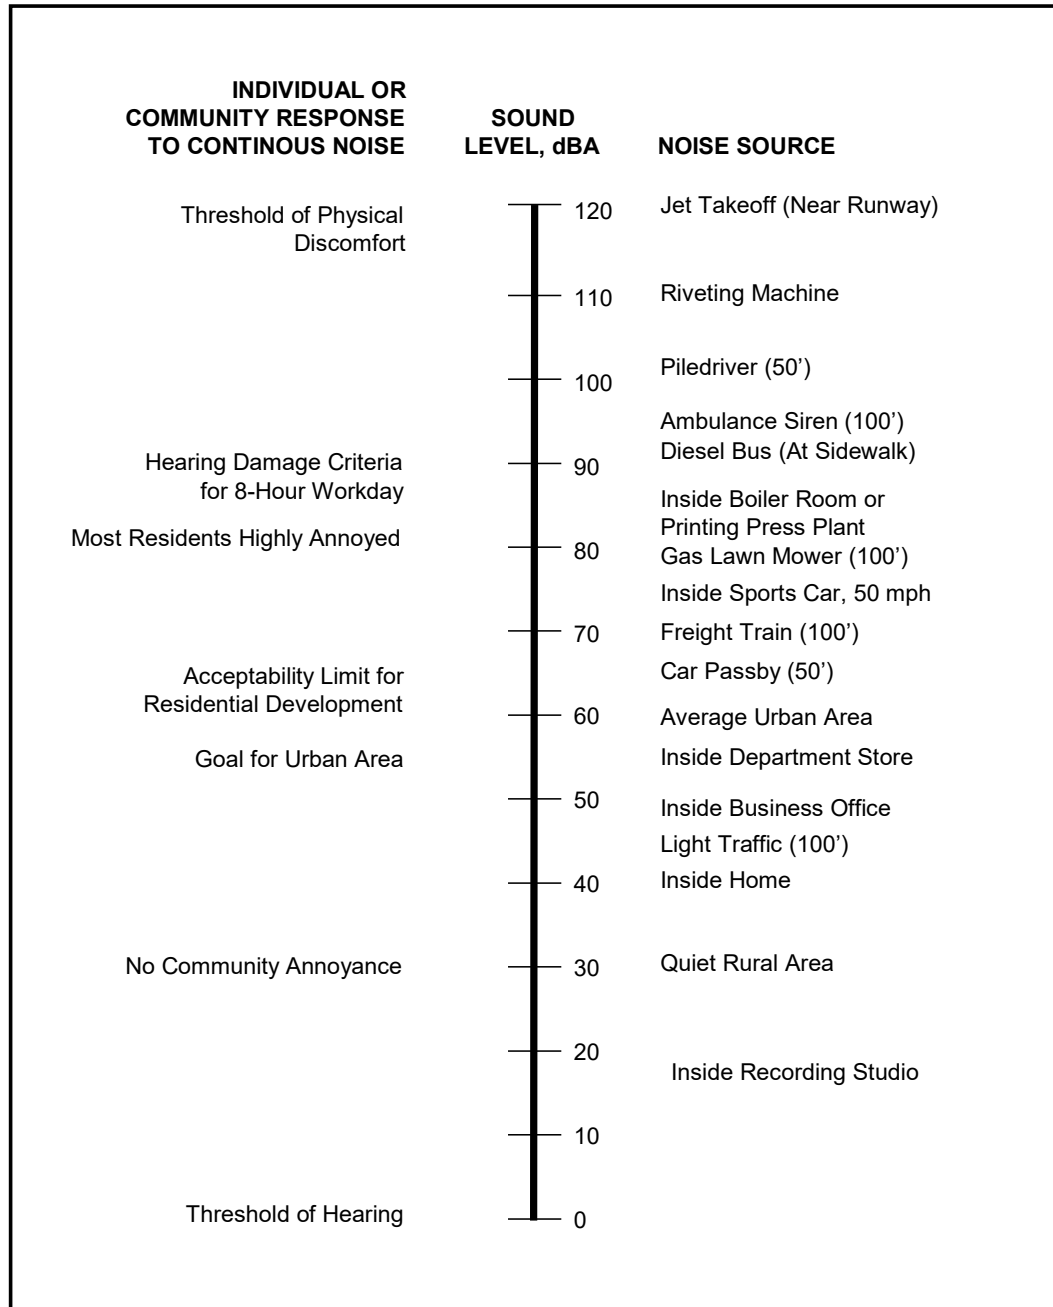 INDIVIDUAL OR
COMMUNITY RESPONSE
TO CONTINOUS NOISE
SOUND
LEVEL, dBA
NOISE SOURCE
Threshold of Physical
Discomfort
120
Jet Takeoff (Near Runway)
110
Riveting Machine
100
Piledriver (50’)
Ambulance Siren (100’)
Diesel Bus (At Sidewalk)
Hearing Damage Criteria
for 8-Hour Workday
90
Inside Boiler Room or
Printing Press Plant
Most Residents Highly Annoyed
80
Gas Lawn Mower (100’)
Inside Sports Car, 50 mph
70
Freight Train (100’)
Car Passby (50’)
Acceptability Limit for
Residential Development
60
Average Urban Area
Goal for Urban Area
Inside Department Store
50
Inside Business Office
Light Traffic (100’)
40
Inside Home
No Community Annoyance
30
Quiet Rural Area
20
Inside Recording Studio
10
Threshold of Hearing
0